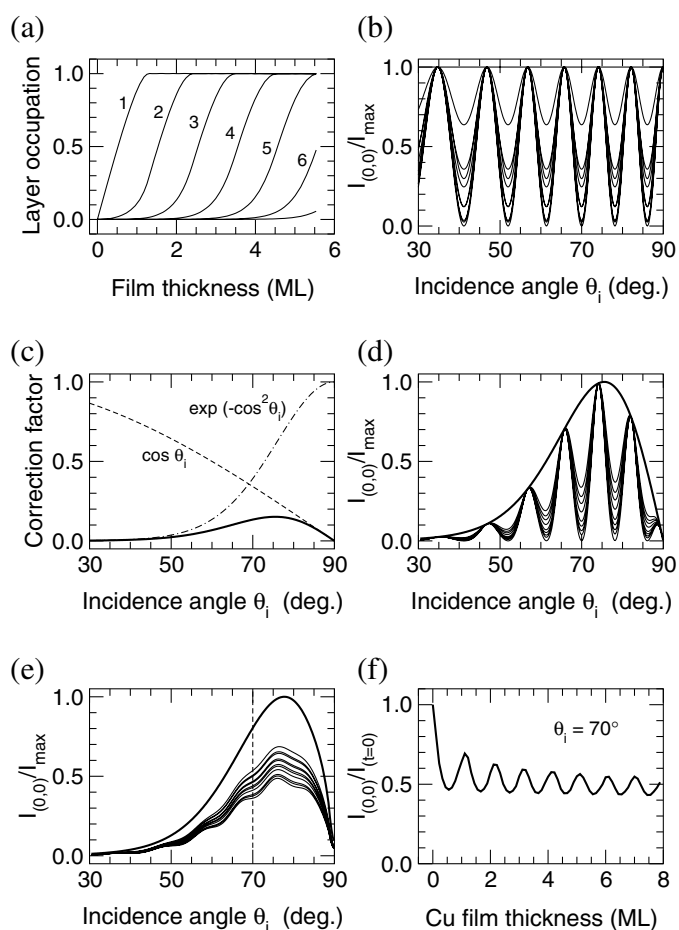 (a)
Layer occupation
1.0
0.5
0.0
1
2
3
4
5
6
0 2 4 6
Film thickness (ML)
(b)
I(0,0)/Imax
1.0
0.5
0.0
30 50 70 90
Incidence angle θi (deg.)
(c)
Correction factor
1.0
0.5
0.0
exp (-cos²θi)
cos θi
30 50 70 90
Incidence angle θi (deg.)
(d)
I(0,0)/Imax
1.0
0.5
0.0
30 50 70 90
Incidence angle θi (deg.)
(e)
I(0,0)/Imax
1.0
0.5
0.0
30 50 70 90
Incidence angle θi (deg.)
(f)
I(0,0)/I(t=0)
1.0
0.5
0.0
θi = 70°
0 2 4 6 8
Cu film thickness (ML)